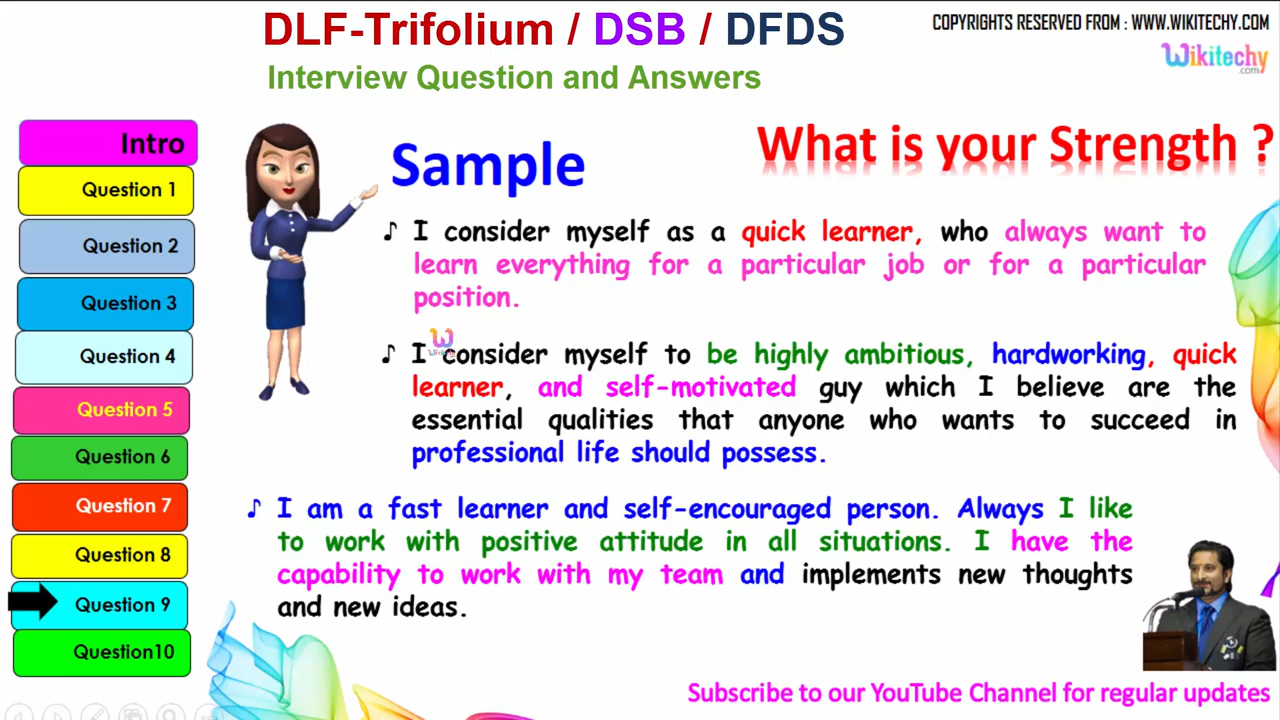 DLF-Trifolium / DSB / DFDS
COPYRIGHTS RESERVED FROM : WWW.WIKITECHY.COM
Wikitechy
.com
Interview Question and Answers
Intro
Question 1
Question 2
Question 3
Question 4
Question 5
Question 6
Question 7
Question 8
Question 9
Question10
Sample
What is your Strength ?
♪ I consider myself as a quick learner, who always want to
learn everything for a particular job or for a particular
position.
♪ I consider myself to be highly ambitious, hardworking, quick
learner, and self-motivated guy which I believe are the
essential qualities that anyone who wants to succeed in
professional life should possess.
♪ I am a fast learner and self-encouraged person. Always I like
to work with positive attitude in all situations. I have the
capability to work with my team and implements new thoughts
and new ideas.
Subscribe to our YouTube Channel for regular updates